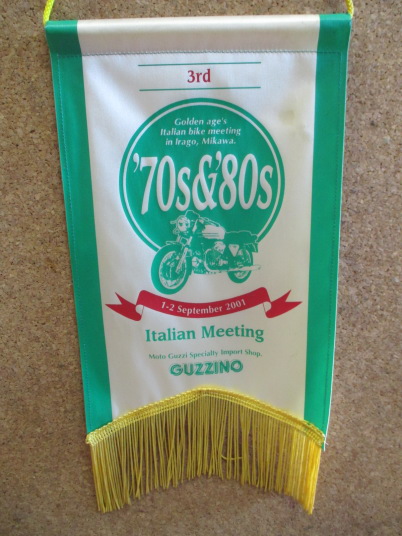 3rd
Golden age's
Italian bike meeting
in Irago, Mikawa.
'70s&'80s
1-2 September 2001
Italian Meeting
Moto Guzzi Specialty Import Shop.
GUZZINO